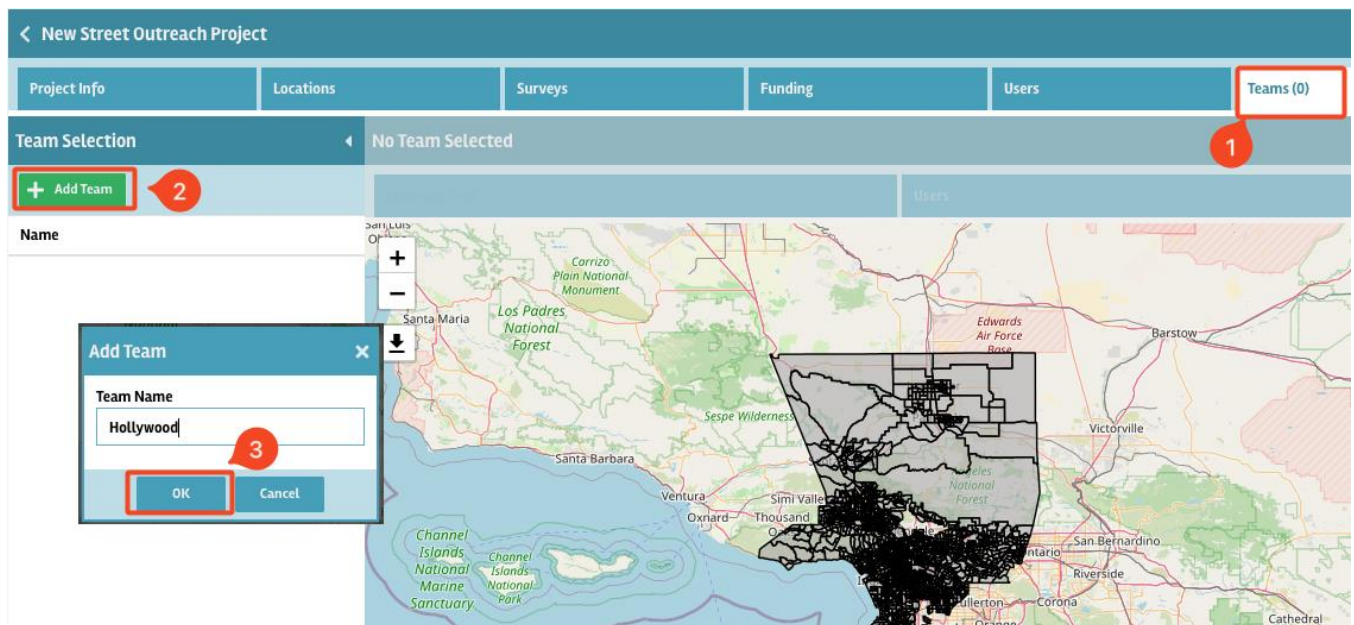 New Street Outreach Project
Project Info
Locations
Surveys
Funding
Users
Teams (0)
1
Team Selection
No Team Selected
+ Add Team
2
Users
Name
Add Team
Team Name
Hollywood
3
OK
Cancel
+
−
San Luis
Carrizo
Plain National
Monument
Santa Maria
Los Padres
National
Forest
Edwards
Air Force
Base
Barstow
Sespe Wilderness
Victorville
Santa Barbara
National
Forest
Ventura
Simi Valle
Oxnard
Thousand
Channel
Islands
National
Marine
Sanctuary
Channel
Islands
National
Park
San Bernardino
ntario
Riverside
ullerton
Corona
Orange
Cathedral